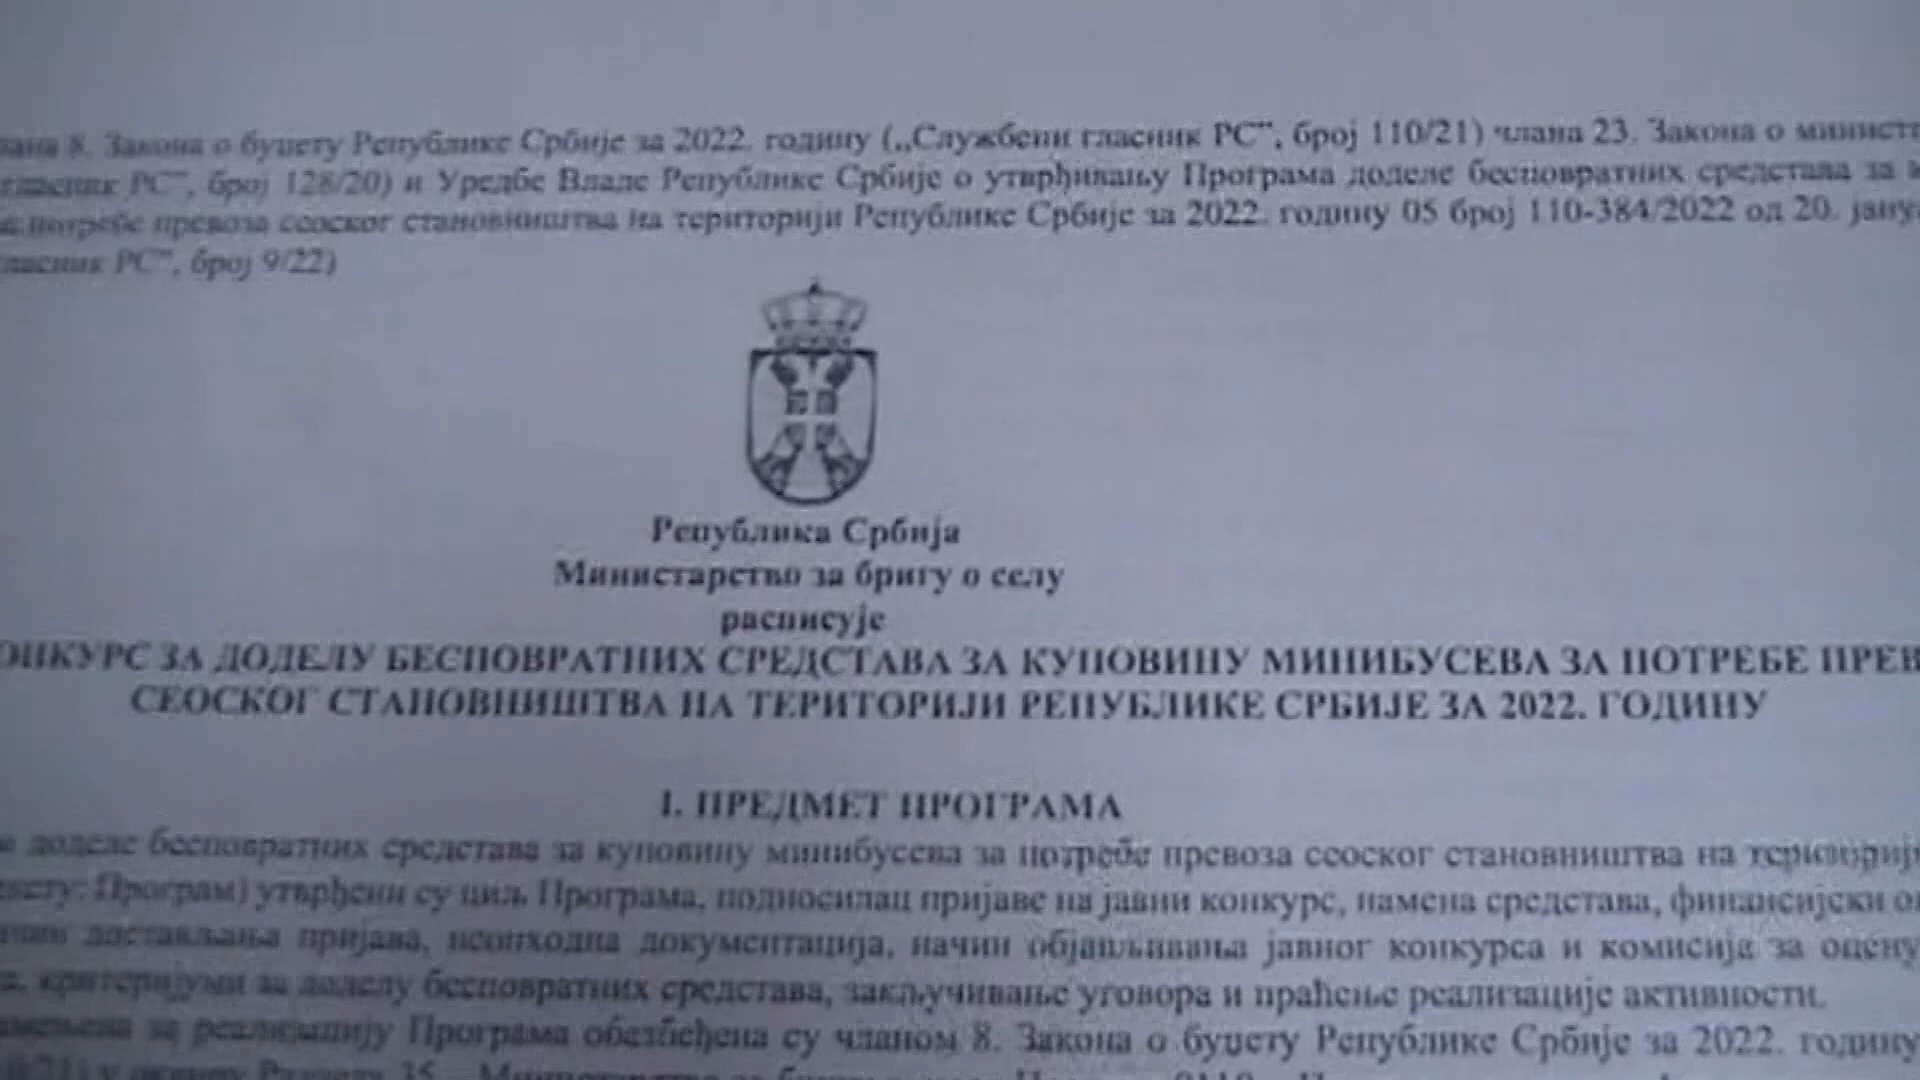 лана 8. Закона о буџету Републике Србије за 2022. годину („Службени гласник РС”, број 110/21) члана 23. Закона о министа
гласник РС”, број 128/20) и Уредбе Владе Републике Србије о утврђивању Програма доделе бесповратних средстава за к
потребе превоза сеоског становништва на територији Републике Србије за 2022. годину 05 број 110-384/2022 од 20. јану
гласник РС”, број 9/22)
Република Србија
Министарство за бригу о селу
расписује
ОНКУРС ЗА ДОДЕЛУ БЕСПОВРАТНИХ СРЕДСТАВА ЗА КУПОВИНУ МИНИБУСЕВА ЗА ПОТРЕБЕ ПРЕВ
СЕОСКОГ СТАНОВНИШТВА НА ТЕРИТОРИЈИ РЕПУБЛИКЕ СРБИЈЕ ЗА 2022. ГОДИНУ
I. ПРЕДМЕТ ПРОГРАМА
доделе бесповратних средстава за куповину минибусева за потребе превоза сеоског становништва на територији
Програм) утврђени су циљ Програма, подносилац пријаве на јавни конкурс, намена средстава, финансијски о
достављања пријава, неопходна документација, начин објављивања јавног конкурса и комисија за оцену
критеријуми за доделу бесповратних средстава, закључивање уговора и праћење реализације активности.
за реализацију Програма обезбеђена су чланом 8. Закона о буџету Републике Србије за 2022. годину